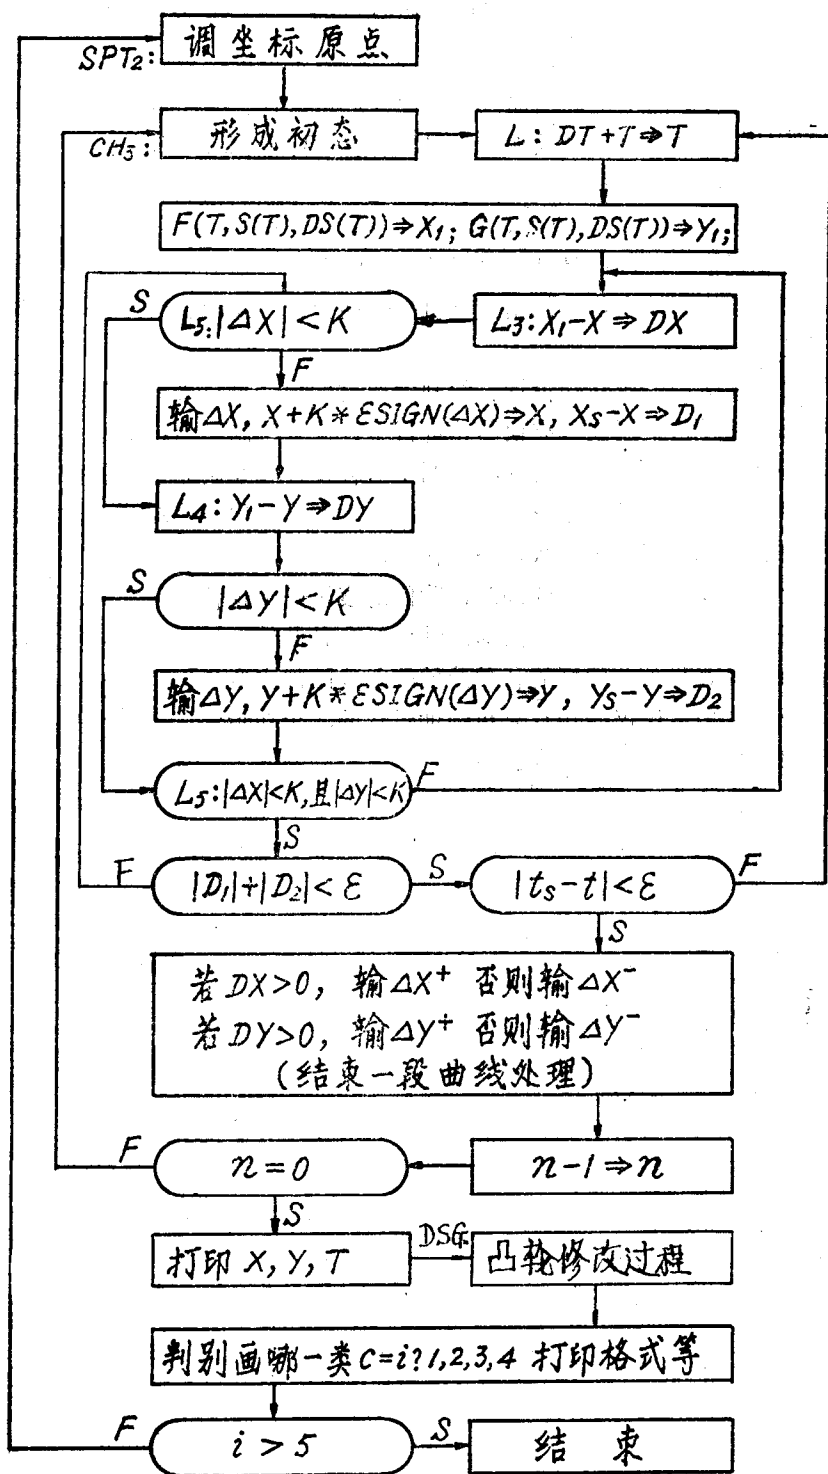 SPT₂: 调坐标原点
CH₃: 形成初态
L: DT+T⇒T
F(T,S(T),DS(T))⇒X₁; G(T,S(T),DS(T))⇒Y₁;
S
L₅:|ΔX|<K
L₃:X₁-X⇒DX
F
输ΔX, X+K*ƐSIGN(ΔX)⇒X, Xs-X⇒D₁
L₄:Y₁-Y⇒DY
S
|ΔY|<K
F
输ΔY, Y+K*ƐSIGN(ΔY)⇒Y, Ys-Y⇒D₂
L₅:|ΔX|<K,且|ΔY|<K
F
S
F
|D₁|+|D₂|<Ɛ
S
|ts-t|<Ɛ
F
S
若DX>0, 输ΔX⁺ 否则输ΔX⁻
若DY>0, 输ΔY⁺ 否则输ΔY⁻
(结束一段曲线处理)
F
n=0
n-1⇒n
S
打印 X, Y, T
DSG
凸轮修改过程
判别画哪一类C=i?1,2,3,4 打印格式等
F
i>5
S
结 束